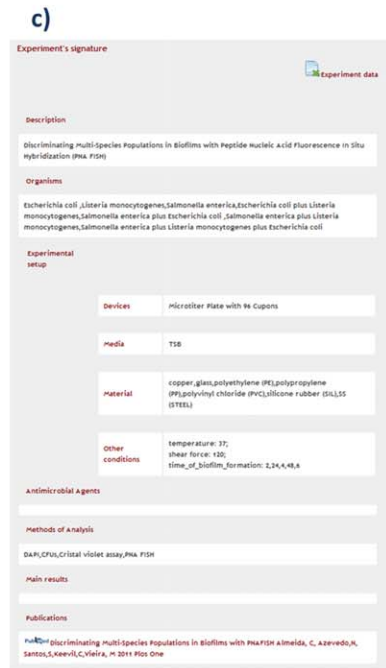 c)
Experiment's signature
Experiment data
Description
Discriminating Multi-Species Populations in Biofilms with Peptide Nucleic Acid Fluorescence In Situ
Hybridization (PNA FISH)
Organisms
Escherichia coli ,Listeria monocytogenes,Salmonella enterica,Escherichia coli plus Listeria
monocytogenes,Salmonella enterica plus Escherichia coli ,Salmonella enterica plus Listeria
monocytogenes,Salmonella enterica plus Listeria monocytogenes plus Escherichia coli
Experimental
setup
Devices
Microtiter Plate with 96 Cupons
Media
TSB
Material
copper,glass,polyethylene (PE),polypropylene
(PP),polyvinyl chloride (PVC),silicone rubber (SIL),SS
(STEEL)
Other
conditions
temperature: 37;
shear force: 120;
time_of_biofilm_formation: 2,24,4,48,6
Antimicrobial Agents
Methods of Analysis
DAPI,CFUs,Cristal violet assay,PNA FISH
Main results
Publications
PubMed Discriminating Multi-Species Populations in Biofilms with PNAFISH Almeida, C, Azevedo,N,
Santos,S,Keevil,C,Vieira, M 2011 Plos One